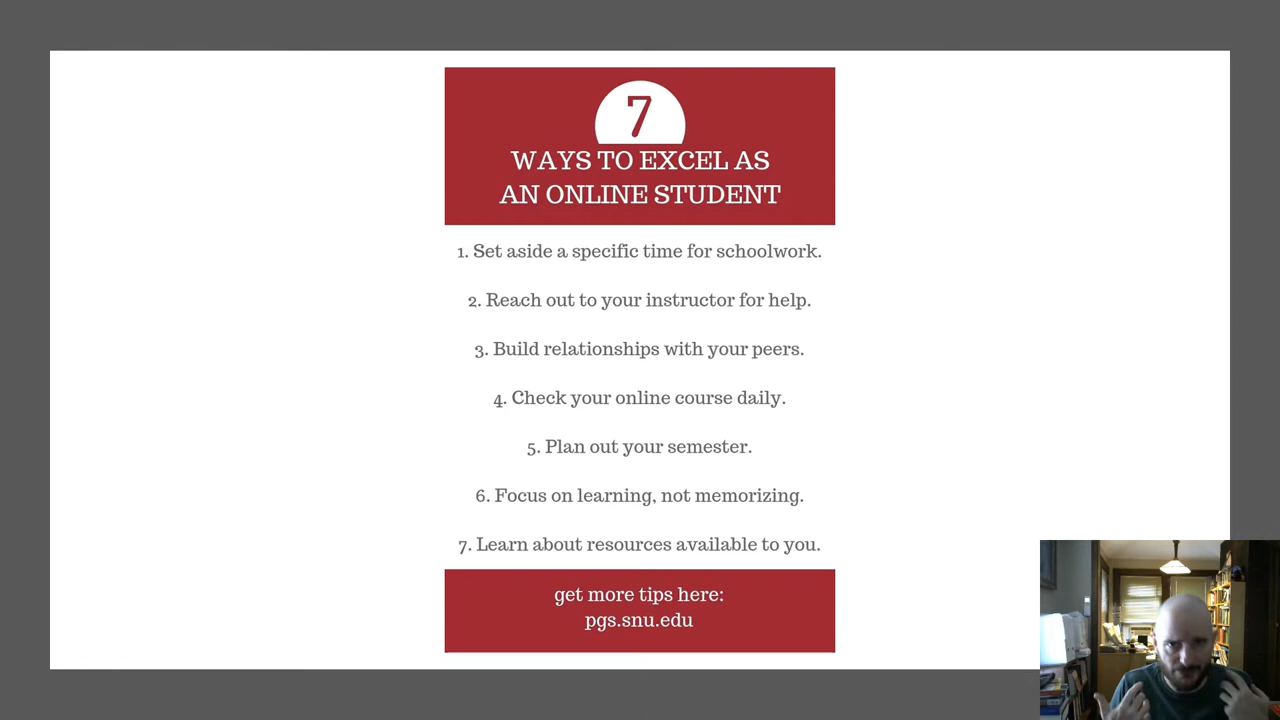 7
WAYS TO EXCEL AS
AN ONLINE STUDENT
1. Set aside a specific time for schoolwork.
2. Reach out to your instructor for help.
3. Build relationships with your peers.
4. Check your online course daily.
5. Plan out your semester.
6. Focus on learning, not memorizing.
7. Learn about resources available to you.
get more tips here:
pgs.snu.edu